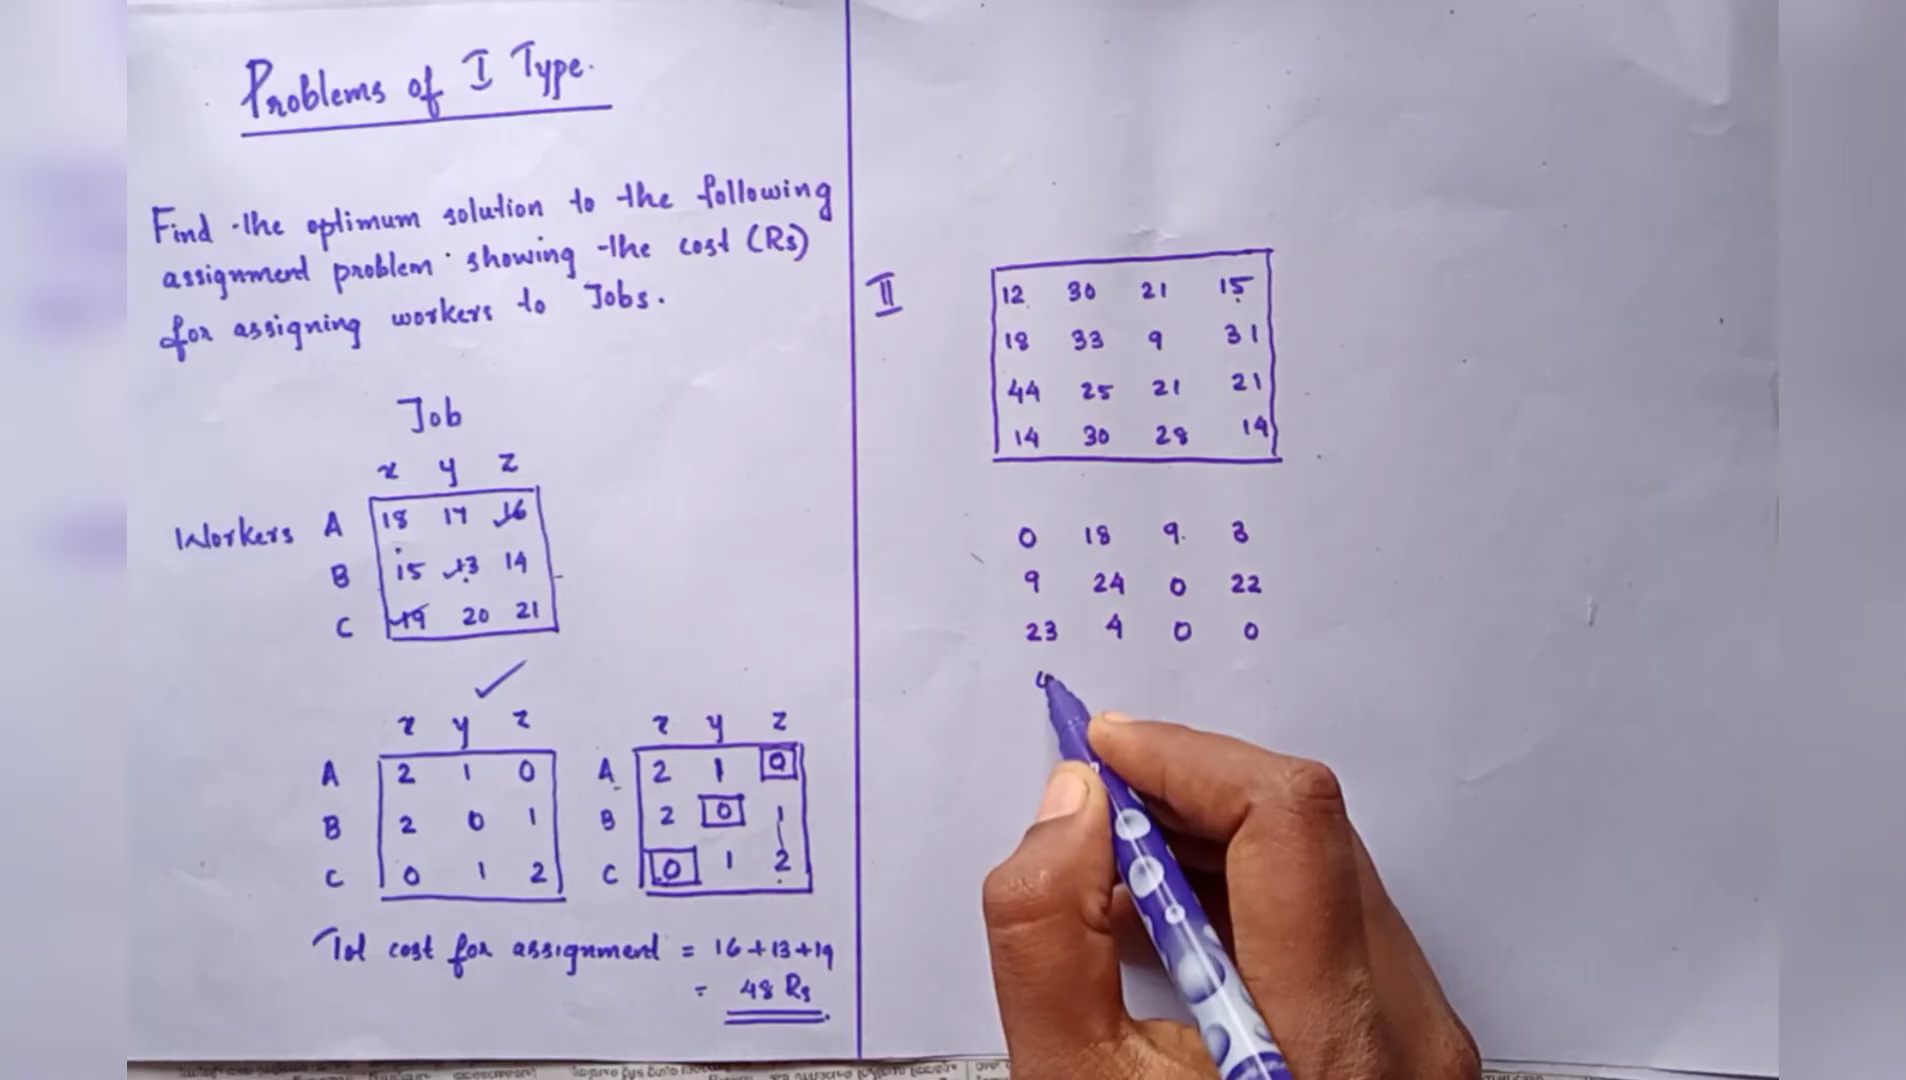 Problems of I Type.
Find the optimum solution to the following
assignment problem showing the cost (Rs)
for assigning workers to Jobs.
Job
x y z
Workers A 18 17 16
B 15 13 14
C 19 20 21
x y z
A 2 1 0
B 2 0 1
C 0 1 2
x y z
A 2 1 0
B 2 0 1
C 0 1 2
Tot cost for assignment = 16+13+19
= 48 Rs
II
12 30 21 15
18 33 9 31
44 25 21 21
14 30 28 14
0 18 9 3
9 24 0 22
23 4 0 0